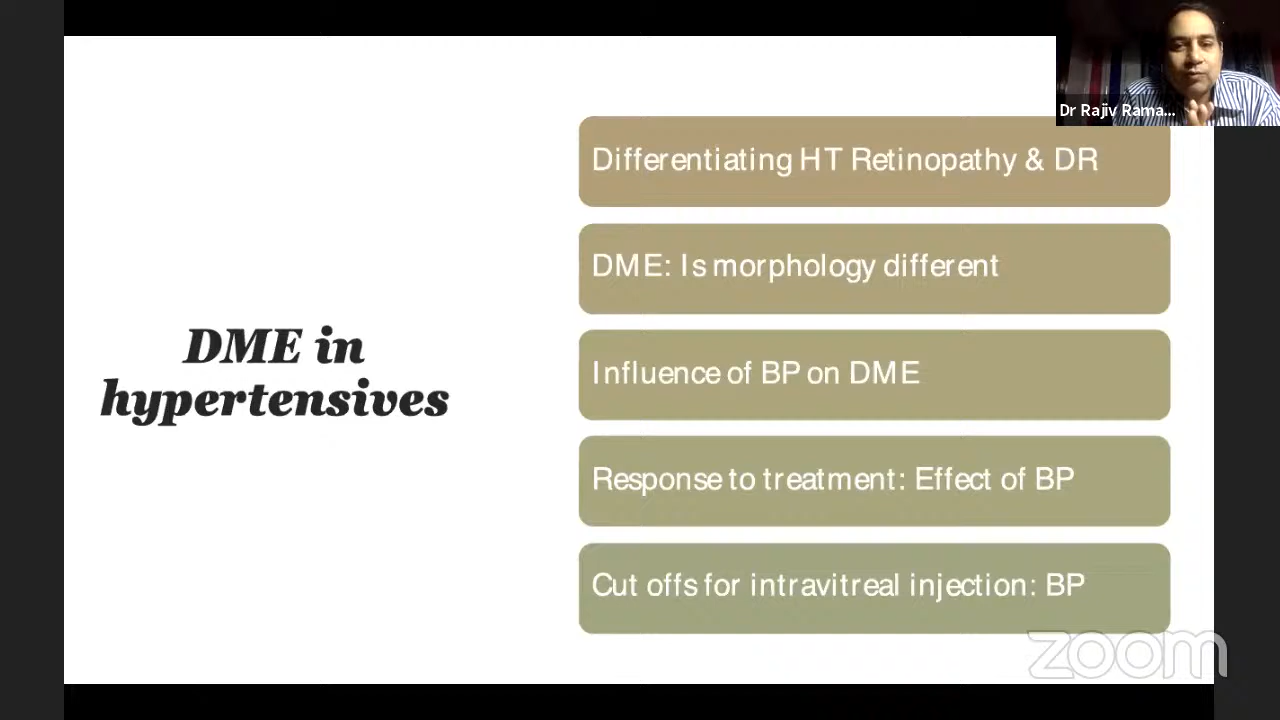 Dr Rajiv Rama...
Differentiating HT Retinopathy & DR
DME: Is morphology different
DME in
hypertensives
Influence of BP on DME
Response to treatment: Effect of BP
Cut offs for intravitreal injection: BP
zoom